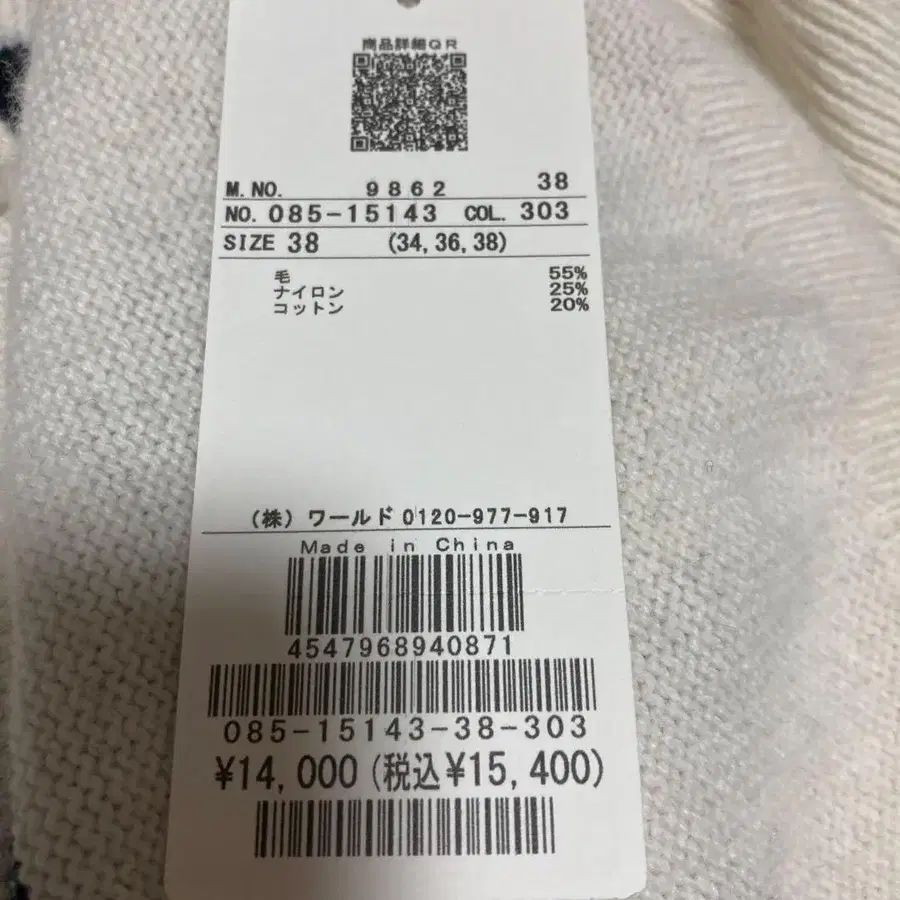 商品詳細QR
M.NO. 9862 38
NO. 085-15143 COL. 303
SIZE 38 (34,36,38)
毛 55%
ナイロン 25%
コットン 20%
(株) ワールド 0120-977-917
Made in China
4547968940871
085-15143-38-303
¥14,000(税込¥15,400)